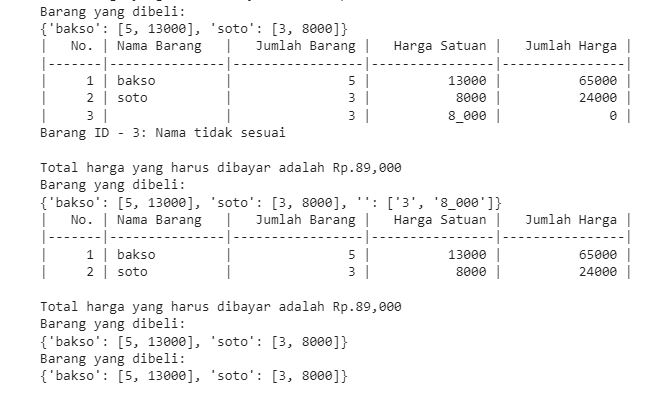 Barang yang dibeli:
{'bakso': [5, 13000], 'soto': [3, 8000]}
| No. | Nama Barang | Jumlah Barang | Harga Satuan | Jumlah Harga |
|-------|---------------|-----------------|----------------|----------------|
| 1 | bakso | 5 | 13000 | 65000 |
| 2 | soto | 3 | 8000 | 24000 |
| 3 | | 3 | 8_000 | 0 |
Barang ID - 3: Nama tidak sesuai
Total harga yang harus dibayar adalah Rp.89,000
Barang yang dibeli:
{'bakso': [5, 13000], 'soto': [3, 8000], '': ['3', '8_000']}
| No. | Nama Barang | Jumlah Barang | Harga Satuan | Jumlah Harga |
|-------|---------------|-----------------|----------------|----------------|
| 1 | bakso | 5 | 13000 | 65000 |
| 2 | soto | 3 | 8000 | 24000 |
Total harga yang harus dibayar adalah Rp.89,000
Barang yang dibeli:
{'bakso': [5, 13000], 'soto': [3, 8000]}
Barang yang dibeli:
{'bakso': [5, 13000], 'soto': [3, 8000]}